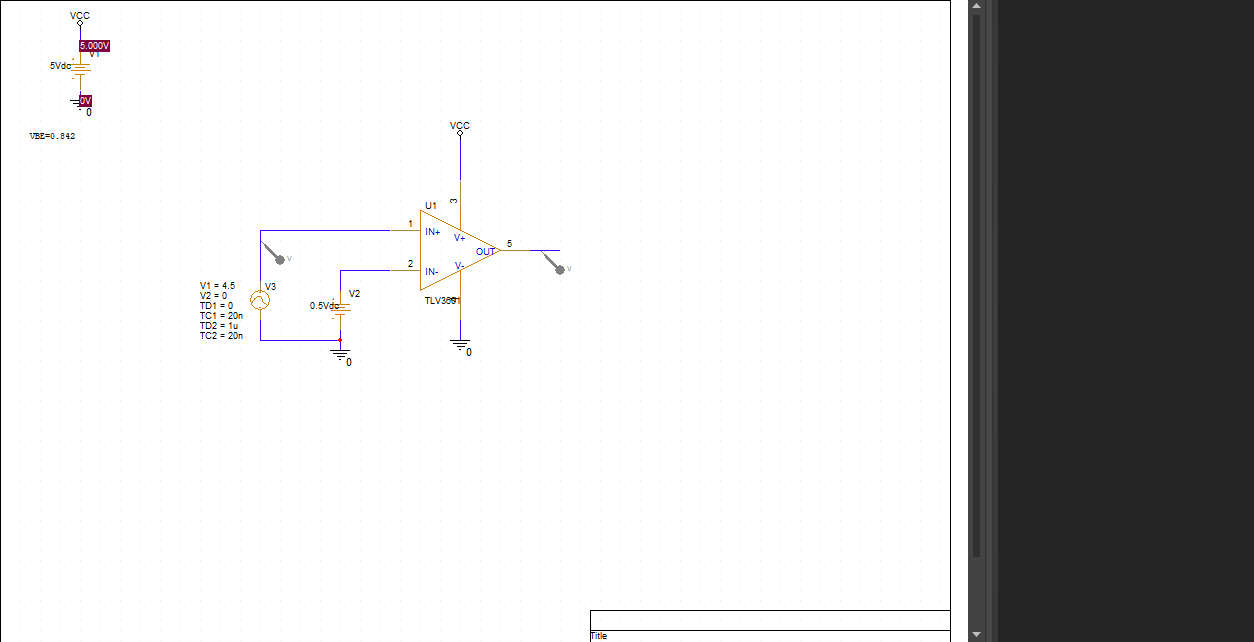 VCC
5.000V
V1
5Vdc
0V
0
VBE=0.842
VCC
3
U1
1
IN+
V+
5
OUT
2
IN-
V-
V
V
V1 = 4.5
V2 = 0
TD1 = 0
TC1 = 20n
TD2 = 1u
TC2 = 20n
V3
V2
0.5Vdc
0
0
Title